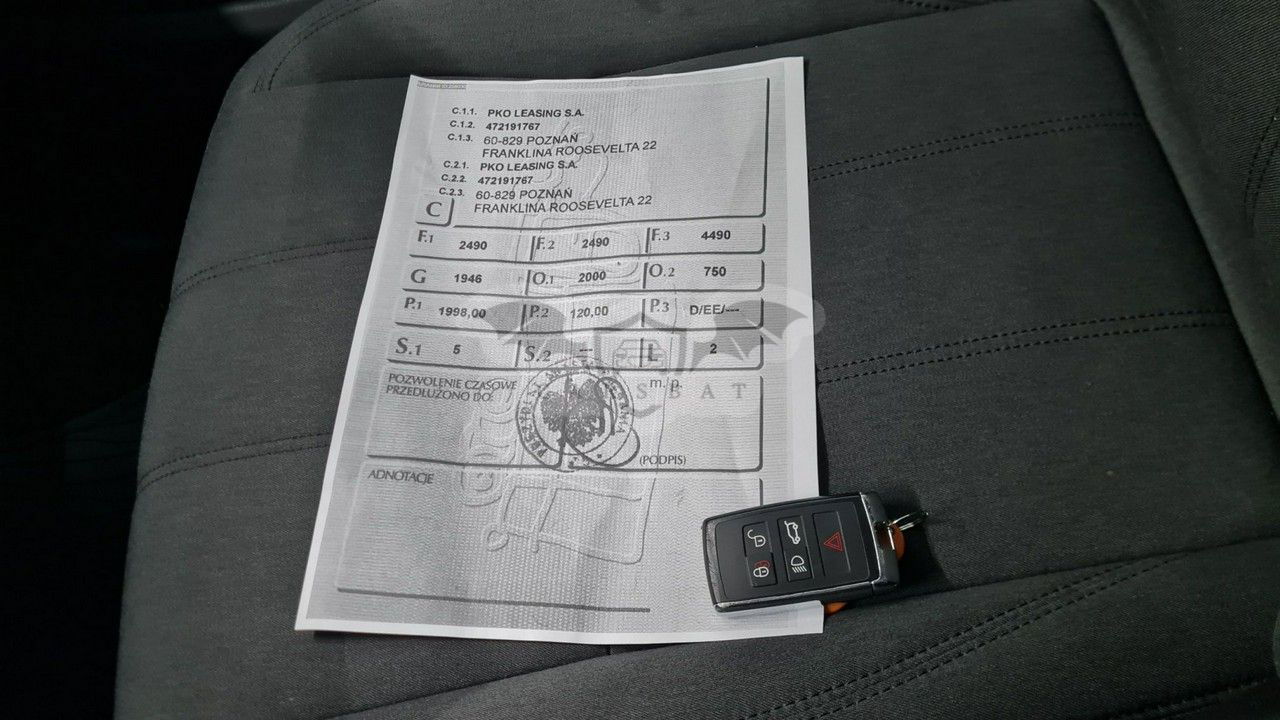 C.1.1. PKO LEASING S.A.
C.1.2. 472191767
C.1.3. 60-829 POZNAŃ
FRANKLINA ROOSEVELTA 22
C.2.1. PKO LEASING S.A.
C.2.2. 472191767
C.2.3. 60-829 POZNAŃ
FRANKLINA ROOSEVELTA 22
C
F.1 2490 F.2 2490 F.3 4490
G 1946 O.1 2000 O.2 750
P.1 1998,00 P.2 120,00 P.3 D/EE/---
S.1 5 S.2 --- L 2
POZWOLENIE CZASOWE
PRZEDŁUŻONO DO:
m. p.
SBAT
(PODPIS)
ADNOTACJE